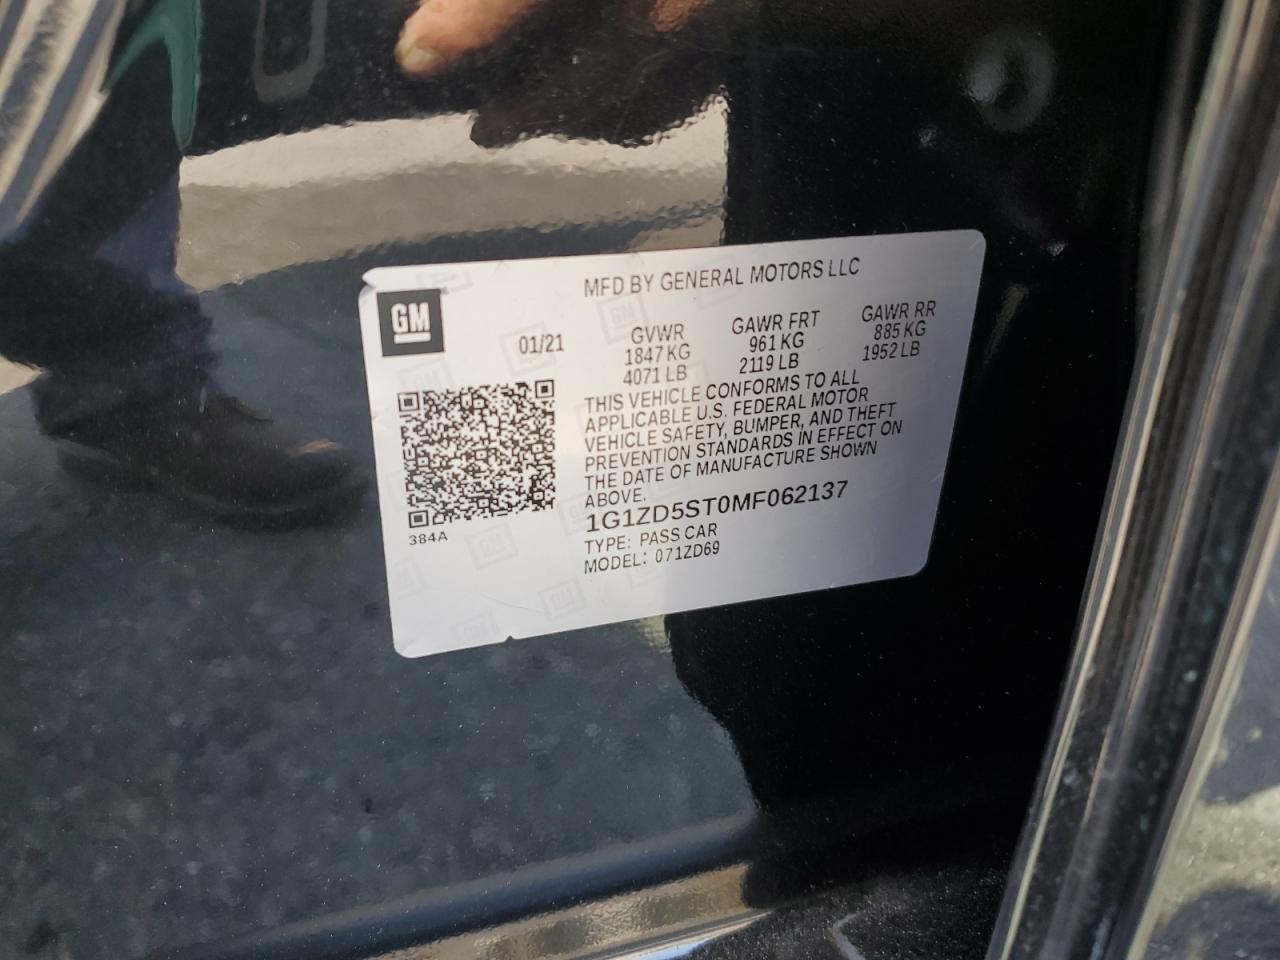 MFD BY GENERAL MOTORS LLC
GM
01/21
GVWR
1847 KG
4071 LB
GAWR FRT
961 KG
2119 LB
GAWR RR
885 KG
1952 LB
THIS VEHICLE CONFORMS TO ALL
APPLICABLE U.S. FEDERAL MOTOR
VEHICLE SAFETY, BUMPER, AND THEFT
PREVENTION STANDARDS IN EFFECT ON
THE DATE OF MANUFACTURE SHOWN
ABOVE.
1G1ZD5ST0MF062137
TYPE: PASS CAR
MODEL: 071ZD69
384A